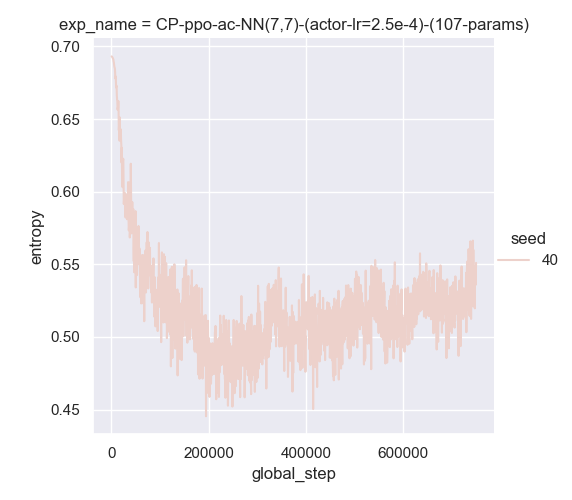 exp_name = CP-ppo-ac-NN(7,7)-(actor-lr=2.5e-4)-(107-params)
0.70
0.65
0.60
0.55
0.50
0.45
entropy
0
200000
400000
600000
global_step
seed
40